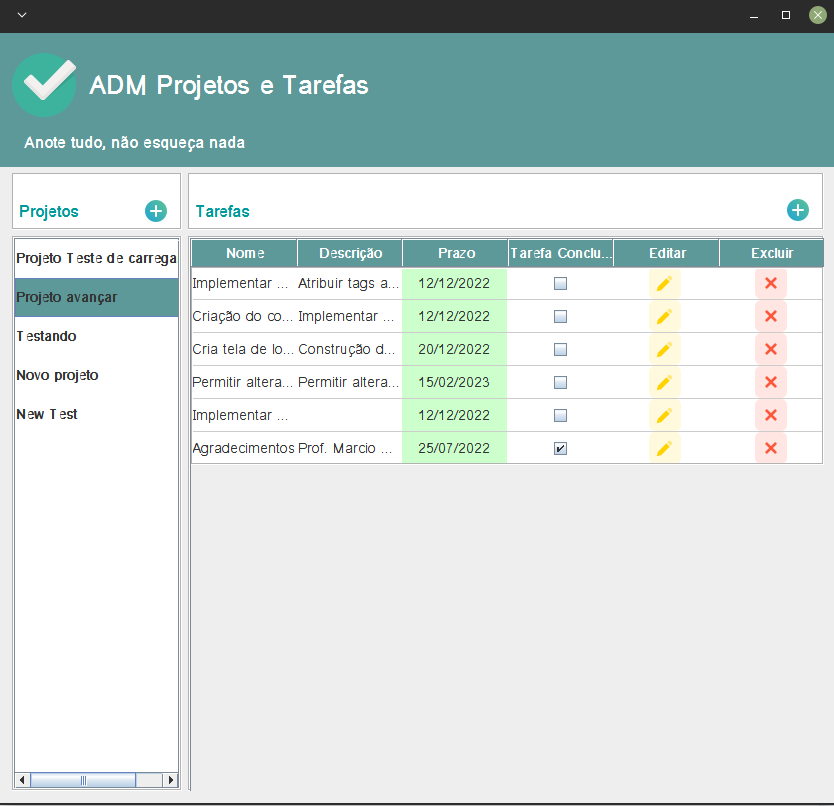 ADM Projetos e Tarefas
Anote tudo, não esqueça nada
Projetos
Tarefas
Projeto Teste de carrega
Projeto avançar
Testando
Novo projeto
New Test
Nome Descrição Prazo Tarefa Conclu... Editar Excluir
Implementar ... Atribuir tags a... 12/12/2022
Criação do co... Implementar ... 12/12/2022
Cria tela de lo... Construção d... 20/12/2022
Permitir altera... Permitir altera... 15/02/2023
Implementar ... 12/12/2022
Agradecimentos Prof. Marcio ... 25/07/2022